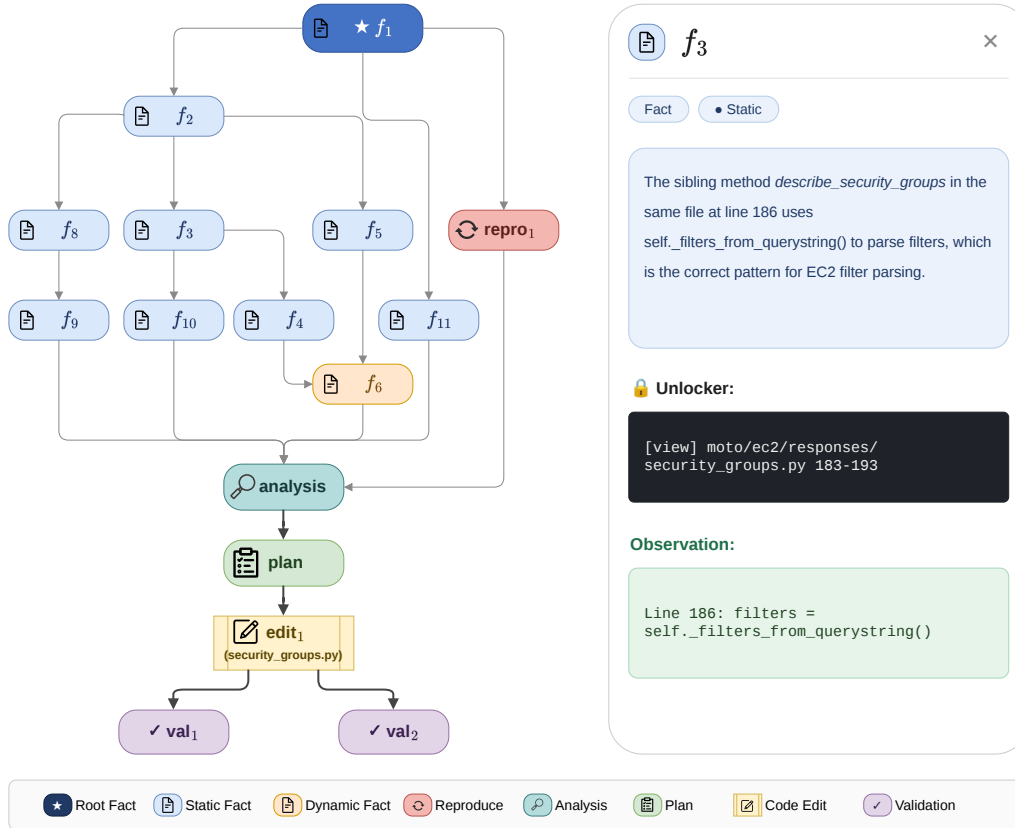 ★ f1
f2
f8
f3
f5
repro1
f9
f10
f4
f11
f6
analysis
plan
edit1
(security_groups.py)
✓ val1
✓ val2
f3
×
Fact
● Static
The sibling method describe_security_groups in the
same file at line 186 uses
self._filters_from_querystring() to parse filters, which
is the correct pattern for EC2 filter parsing.
🔒 Unlocker:
[view] moto/ec2/responses/
security_groups.py 183-193
Observation:
Line 186: filters =
self._filters_from_querystring()
Root Fact
Static Fact
Dynamic Fact
Reproduce
Analysis
Plan
Code Edit
Validation